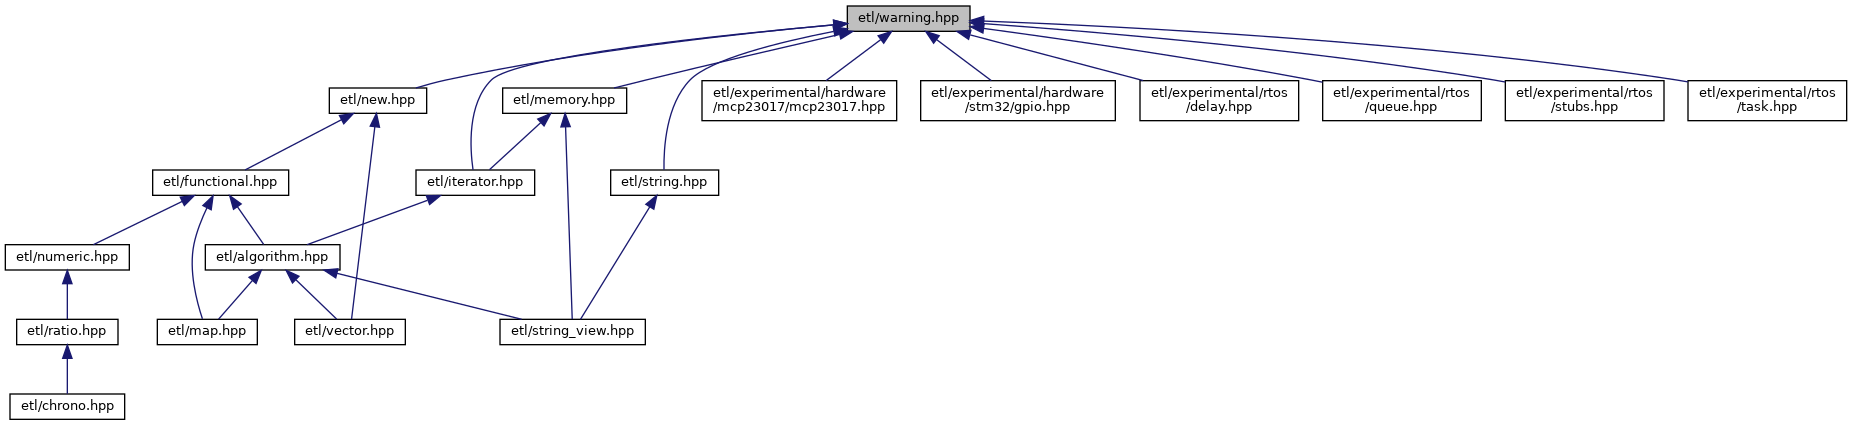 etl/warning.hpp
etl/new.hpp
etl/memory.hpp
etl/experimental/hardware
/mcp23017/mcp23017.hpp
etl/experimental/hardware
/stm32/gpio.hpp
etl/experimental/rtos
/delay.hpp
etl/experimental/rtos
/queue.hpp
etl/experimental/rtos
/stubs.hpp
etl/experimental/rtos
/task.hpp
etl/functional.hpp
etl/iterator.hpp
etl/string.hpp
etl/numeric.hpp
etl/algorithm.hpp
etl/ratio.hpp
etl/map.hpp
etl/vector.hpp
etl/string_view.hpp
etl/chrono.hpp